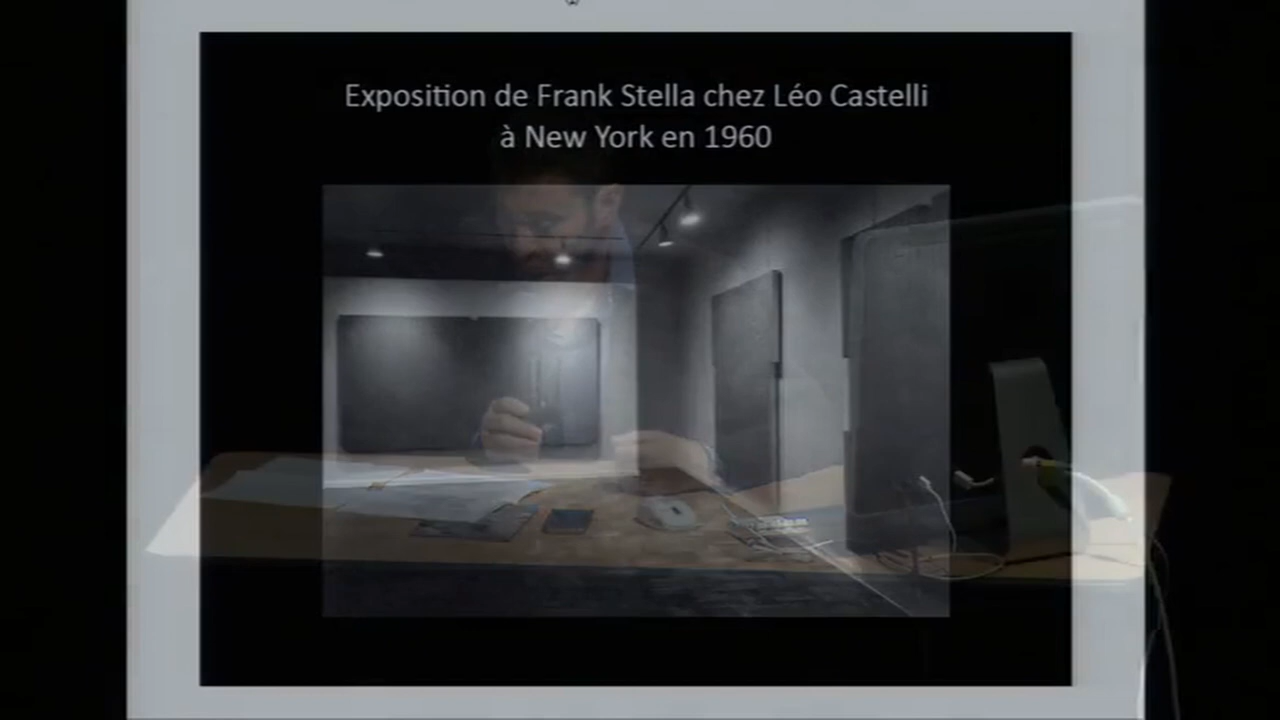 Exposition de Frank Stella chez Léo Castelli
à New York en 1960